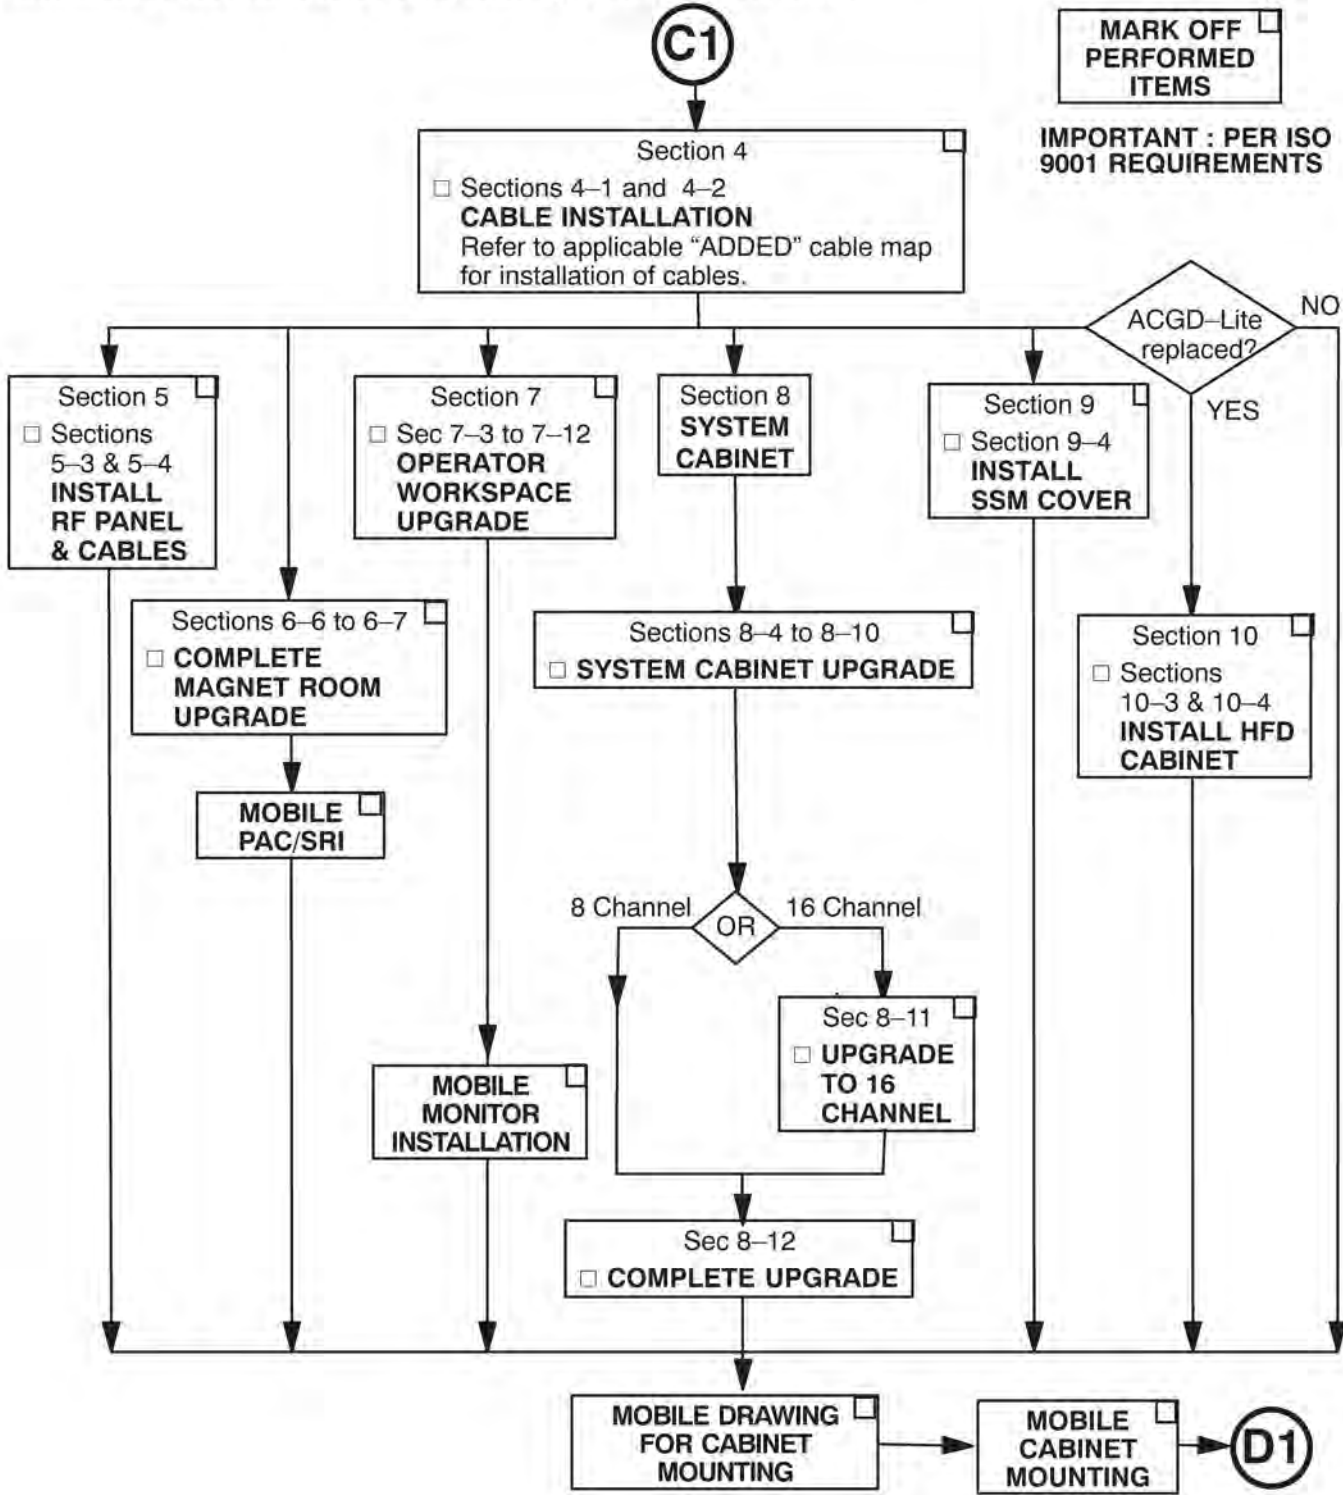 C1
MARK OFF
PERFORMED
ITEMS
IMPORTANT : PER ISO
9001 REQUIREMENTS
Section 4
□ Sections 4–1 and 4–2
CABLE INSTALLATION
Refer to applicable “ADDED” cable map
for installation of cables.
ACGD–Lite
replaced?
NO
YES
Section 5
□ Sections
5–3 & 5–4
INSTALL
RF PANEL
& CABLES
Sections 6–6 to 6–7
□ COMPLETE
MAGNET ROOM
UPGRADE
MOBILE
PAC/SRI
Section 7
□ Sec 7–3 to 7–12
OPERATOR
WORKSPACE
UPGRADE
MOBILE
MONITOR
INSTALLATION
Section 8
SYSTEM
CABINET
Sections 8–4 to 8–10
□ SYSTEM CABINET UPGRADE
8 Channel
OR
16 Channel
Sec 8–11
□ UPGRADE
TO 16
CHANNEL
Sec 8–12
□ COMPLETE UPGRADE
Section 9
□ Section 9–4
INSTALL
SSM COVER
Section 10
□ Sections
10–3 & 10–4
INSTALL HFD
CABINET
MOBILE DRAWING
FOR CABINET
MOUNTING
MOBILE
CABINET
MOUNTING
D1